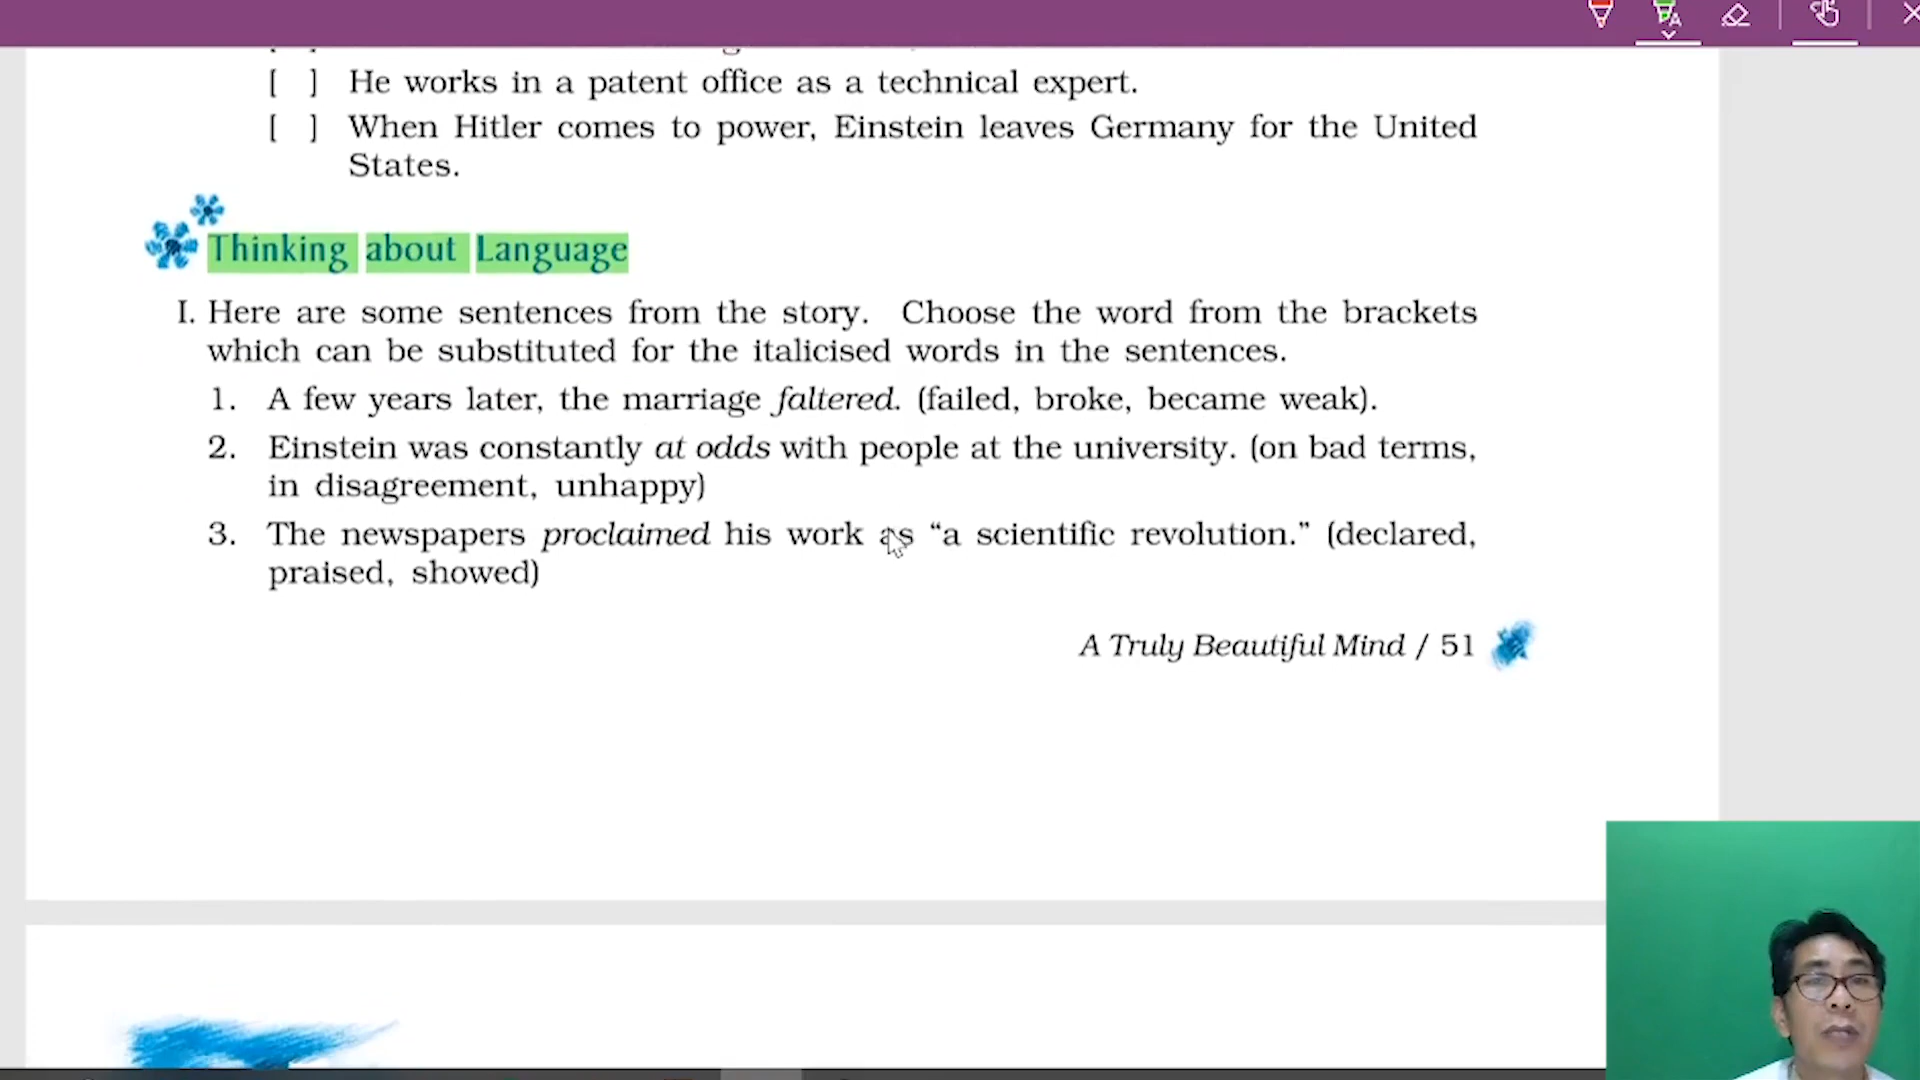 [ ] He works in a patent office as a technical expert.
[ ] When Hitler comes to power, Einstein leaves Germany for the United
States.
Thinking about Language
I. Here are some sentences from the story. Choose the word from the brackets
which can be substituted for the italicised words in the sentences.
1. A few years later, the marriage faltered. (failed, broke, became weak).
2. Einstein was constantly at odds with people at the university. (on bad terms,
in disagreement, unhappy)
3. The newspapers proclaimed his work as “a scientific revolution.” (declared,
praised, showed)
A Truly Beautiful Mind / 51